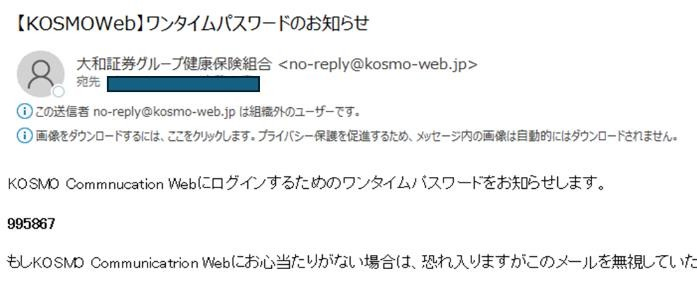 【KOSMOWeb】ワンタイムパスワードのお知らせ
大和証券グループ健康保険組合 <no-reply@kosmo-web.jp>
宛先
この送信者 no-reply@kosmo-web.jp は組織外のユーザーです。
画像をダウンロードするには、ここをクリックします。プライバシー保護を促進するため、メッセージ内の画像は自動的にはダウンロードされません。
KOSMO Commnucation Webにログインするためのワンタイムパスワードをお知らせします。
995867
もしKOSMO Communicatrion Webにお心当たりがない場合は、恐れ入りますがこのメールを無視していた